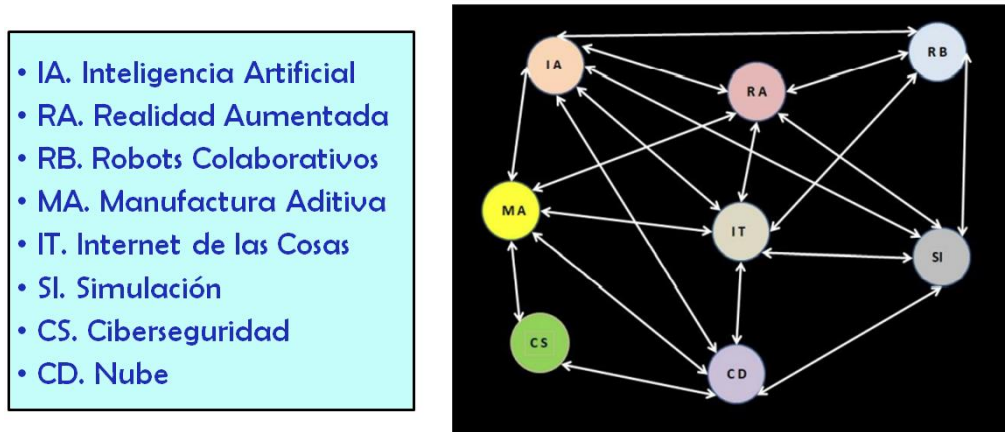 • IA. Inteligencia Artificial
• RA. Realidad Aumentada
• RB. Robots Colaborativos
• MA. Manufactura Aditiva
• IT. Internet de las Cosas
• SI. Simulación
• CS. Ciberseguridad
• CD. Nube
IA
RB
RA
MA
IT
SI
CS
CD